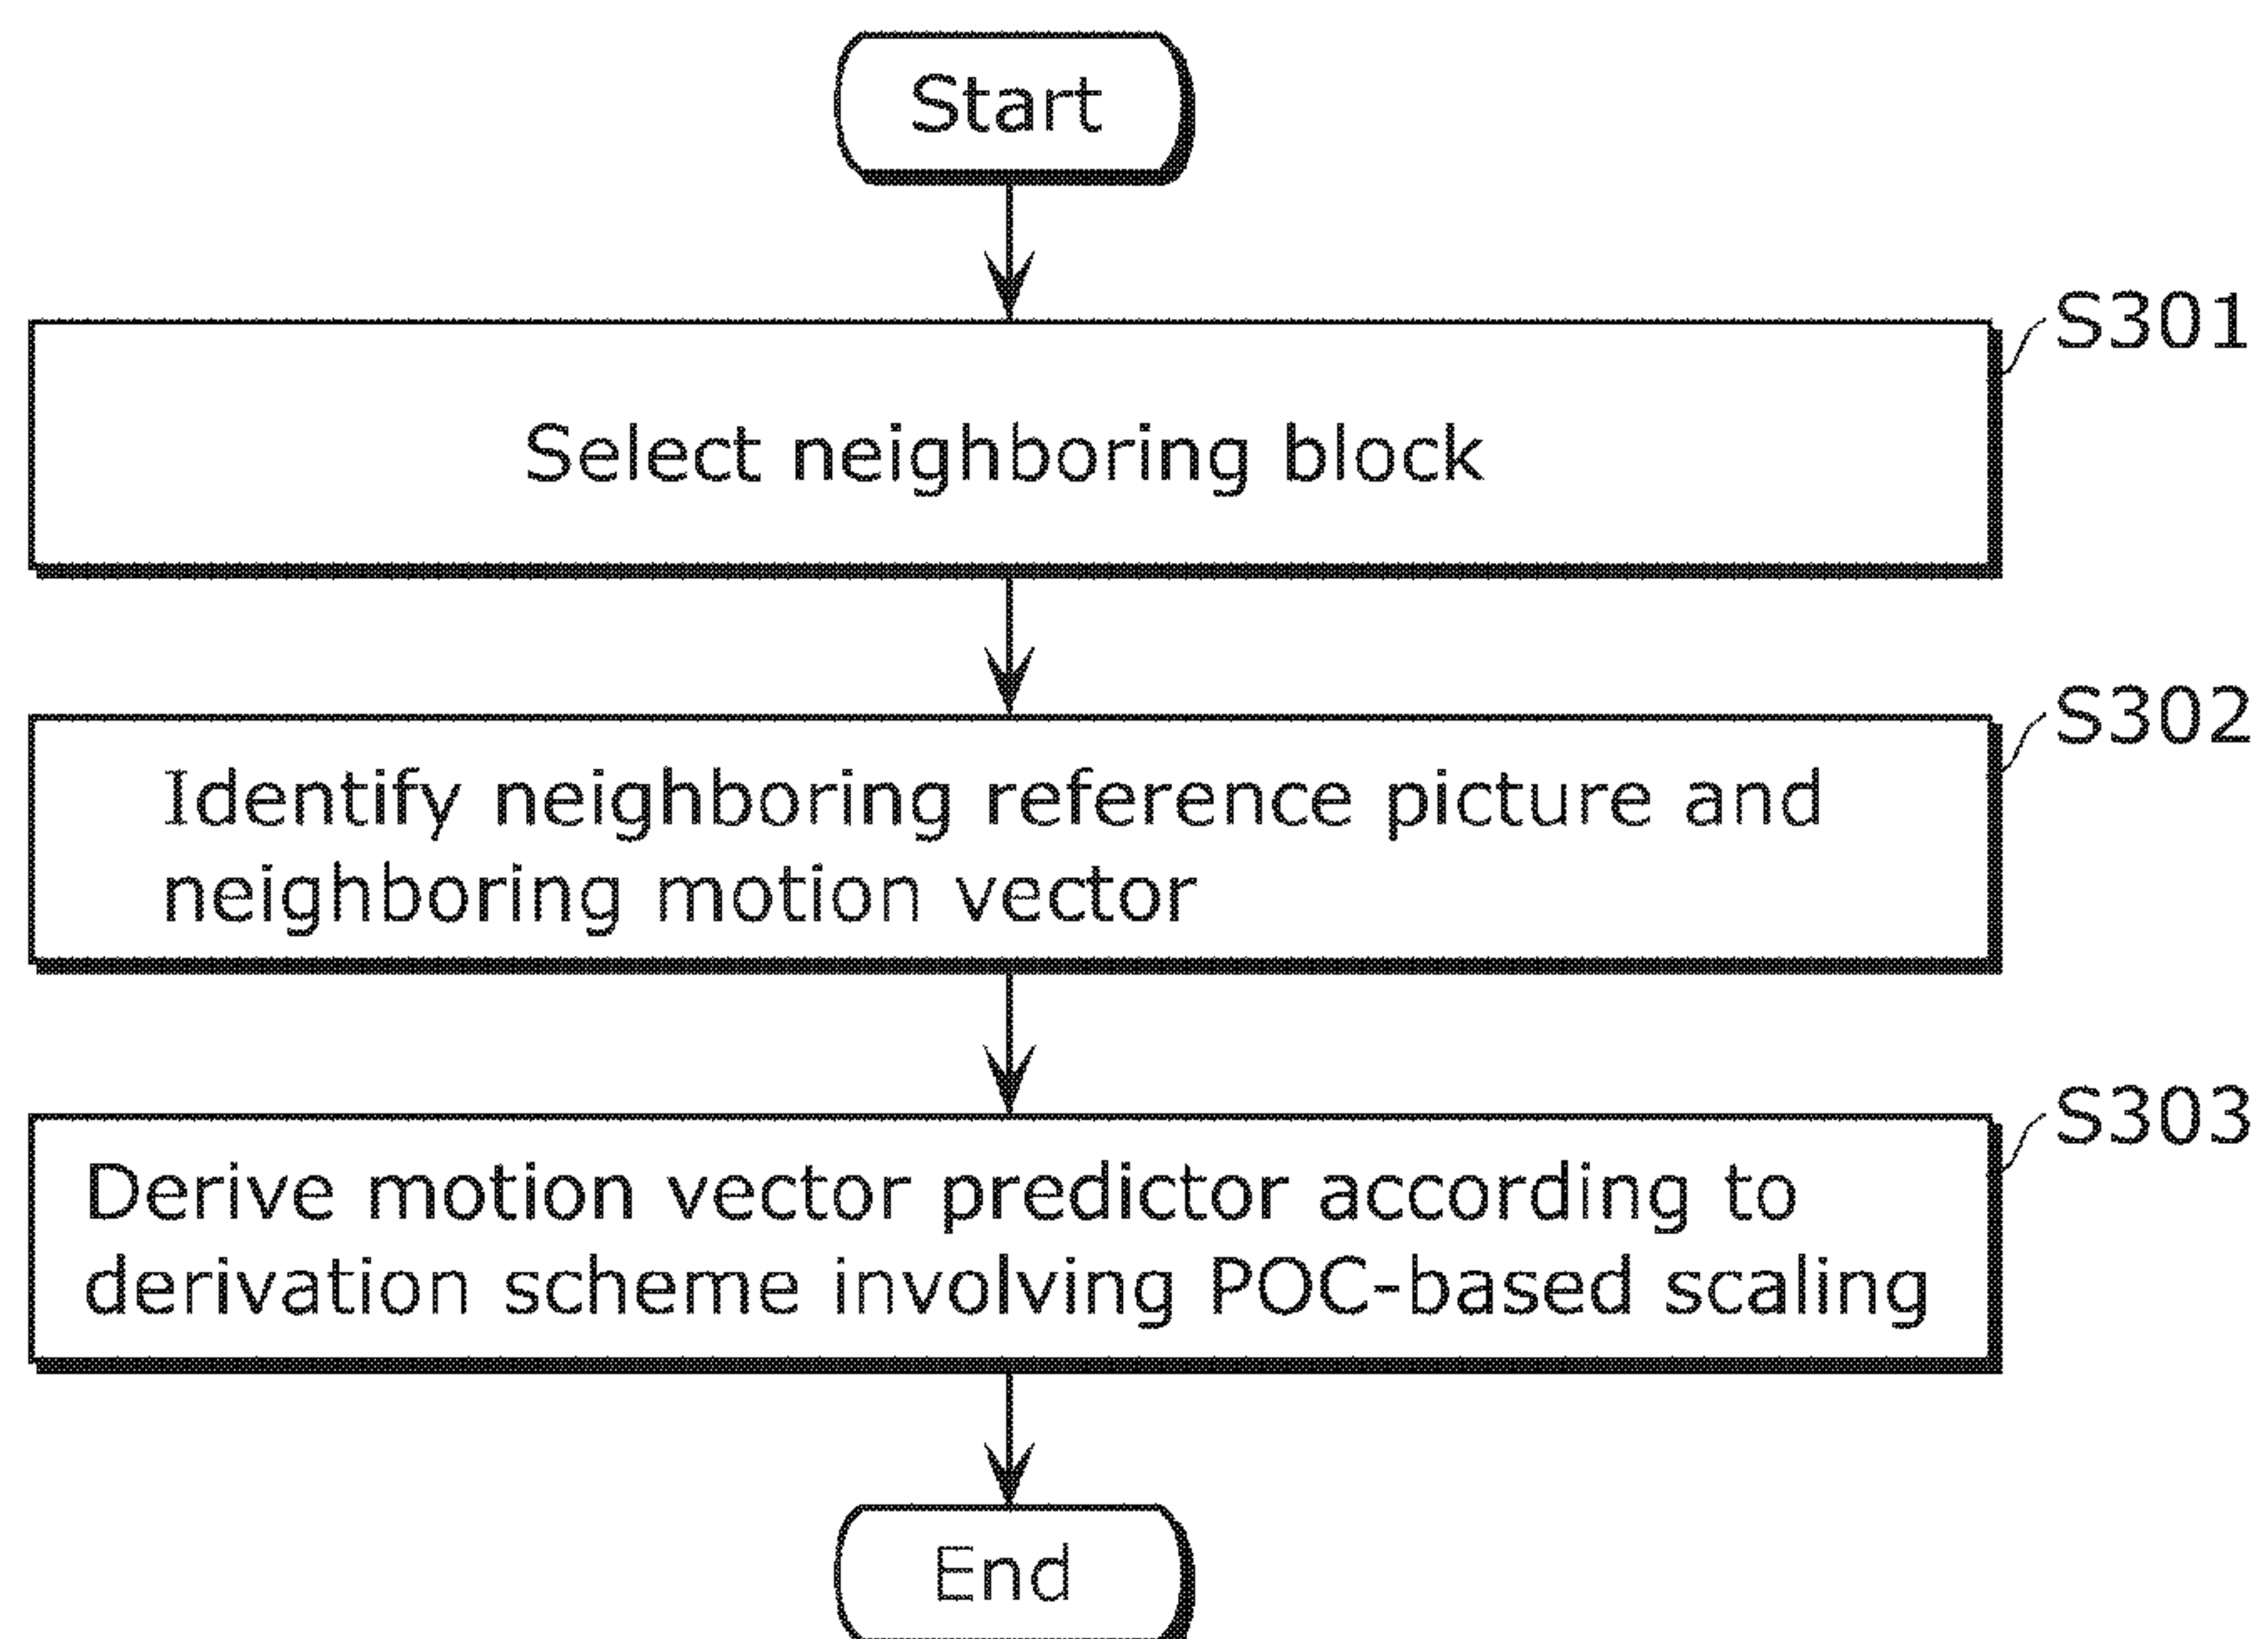 Start
S301
Select neighboring block
S302
Identify neighboring reference picture and
neighboring motion vector
S303
Derive motion vector predictor according to
derivation scheme involving POC-based scaling
End